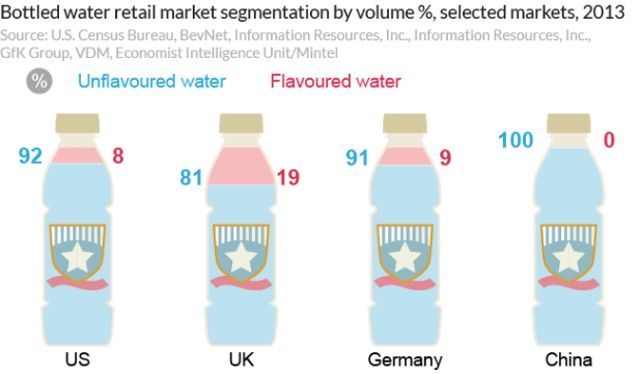 Bottled water retail market segmentation by volume %, selected markets, 2013
Source: U.S. Census Bureau, BevNet, Information Resources, Inc., Information Resources, Inc.,
GfK Group, VDM, Economist Intelligence Unit/Mintel
% Unflavoured water Flavoured water
92 8 81 19 91 9 100 0
US UK Germany China